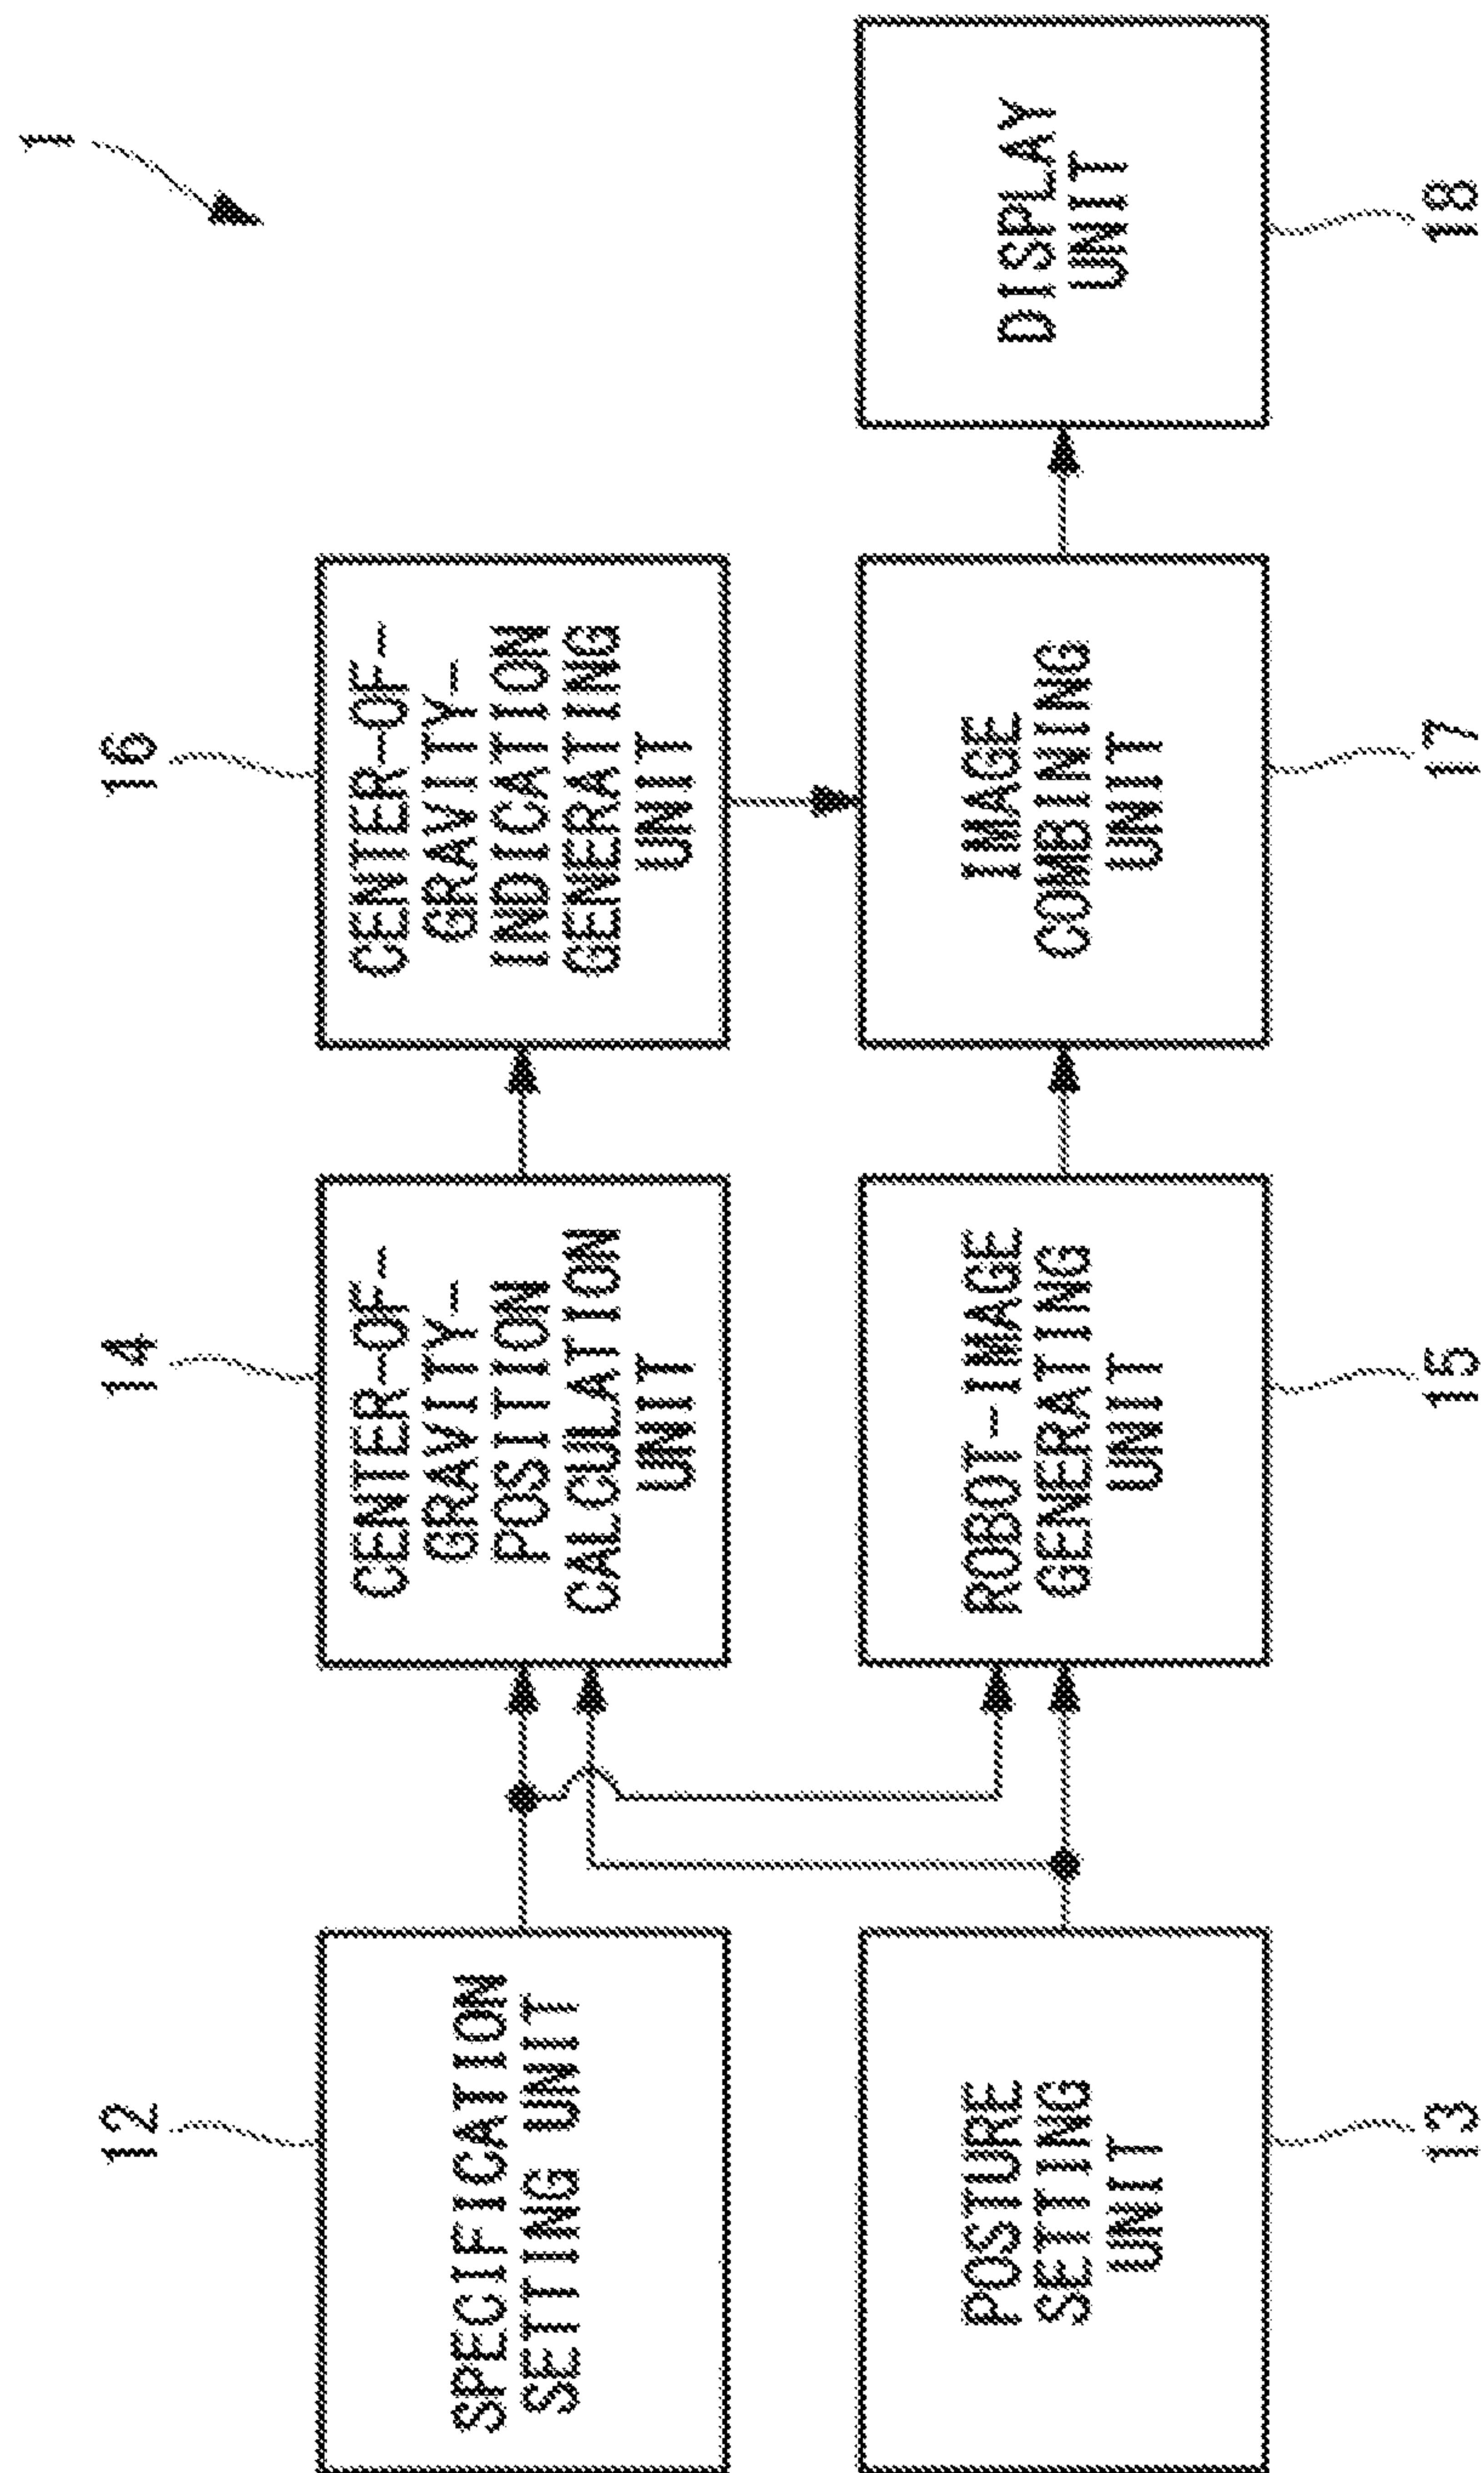 1
12
SPECIFICATION
SETTING UNIT
14
CENTER-OF-
GRAVITY-
POSITION
CALCULATION
UNIT
16
CENTER-OF-
GRAVITY-
INDICATION
GENERATING
UNIT
POSTURE
SETTING
UNIT
13
ROBOT-IMAGE
GENERATING
UNIT
15
IMAGE
COMBINING
UNIT
17
DISPLAY
UNIT
18